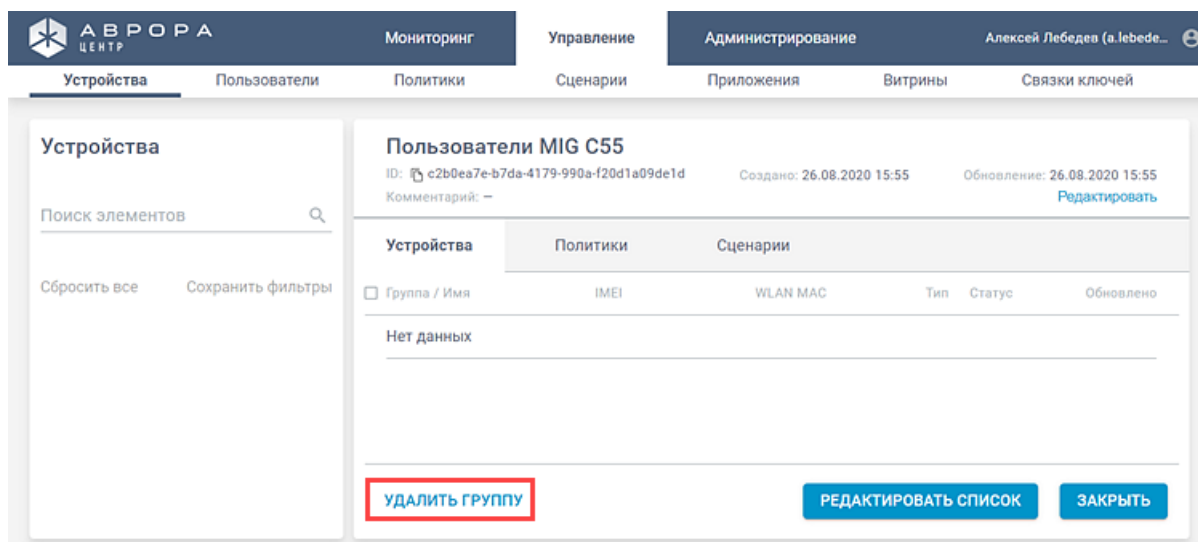 АВРОРА
ЦЕНТР
Мониторинг Управление Администрирование Алексей Лебедев (a.lebede...
Устройства Пользователи Политики Сценарии Приложения Витрины Связки ключей
Устройства
Поиск элементов
Сбросить все Сохранить фильтры
Пользователи MIG C55
ID: c2b0ea7e-b7da-4179-990a-f20d1a09de1d Создано: 26.08.2020 15:55 Обновление: 26.08.2020 15:55
Комментарий: – Редактировать
Устройства Политики Сценарии
Группа / Имя IMEI WLAN MAC Тип Статус Обновлено
Нет данных
УДАЛИТЬ ГРУППУ РЕДАКТИРОВАТЬ СПИСОК ЗАКРЫТЬ